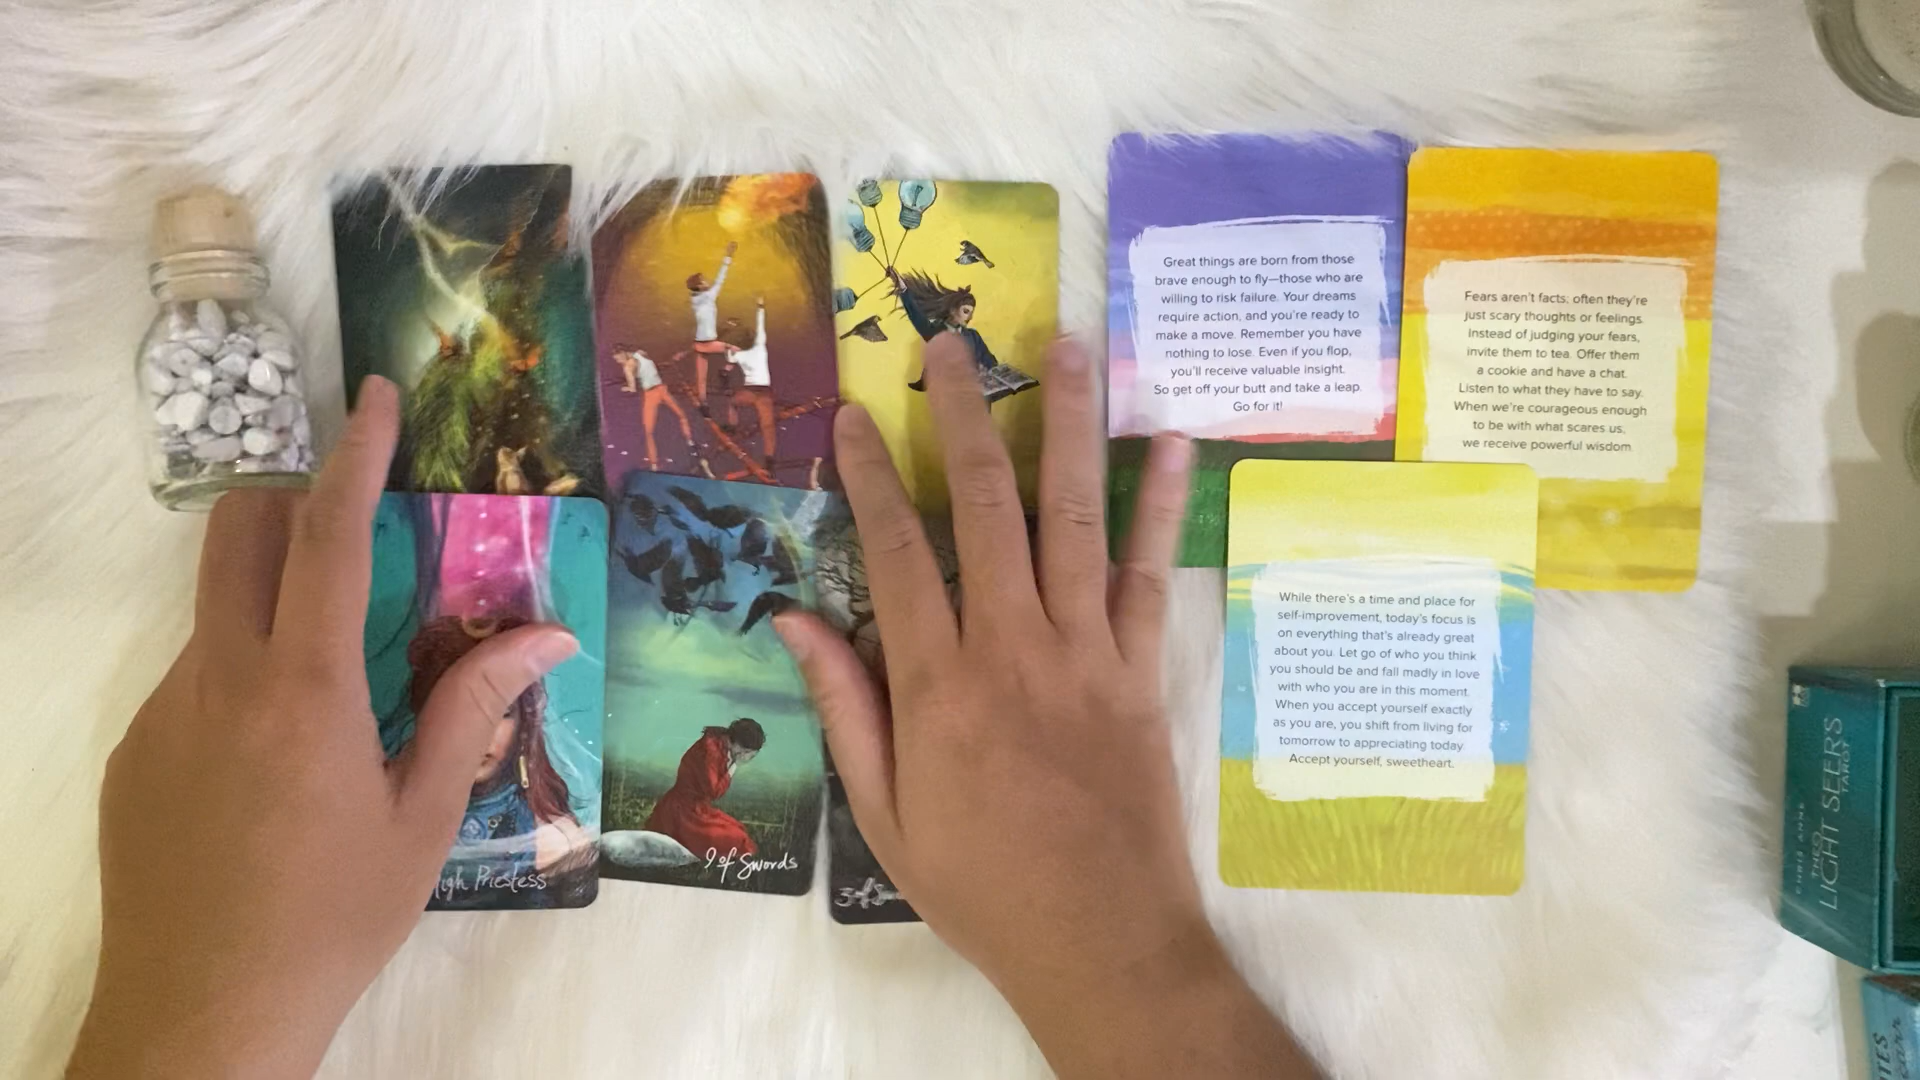 Great things are born from those
brave enough to fly—those who are
willing to risk failure. Your dreams
require action, and you're ready to
make a move. Remember you have
nothing to lose. Even if you flop,
you'll receive valuable insight.
So get off your butt and take a leap.
Go for it!
Fears aren't facts; often they're
just scary thoughts or feelings.
Instead of judging your fears,
invite them to tea. Offer them
a cookie and have a chat.
Listen to what they have to say.
When we're courageous enough
to be with what scares us,
we receive powerful wisdom.
While there's a time and place for
self-improvement, today's focus is
on everything that's already great
about you. Let go of who you think
you should be and fall madly in love
with who you are in this moment.
When you accept yourself exactly
as you are, you shift from living for
tomorrow to appreciating today.
Accept yourself, sweetheart.
High Priestess
9 of Swords
3 of
CHRIS-ANNE
THE
LIGHT SEER'S
TAROT